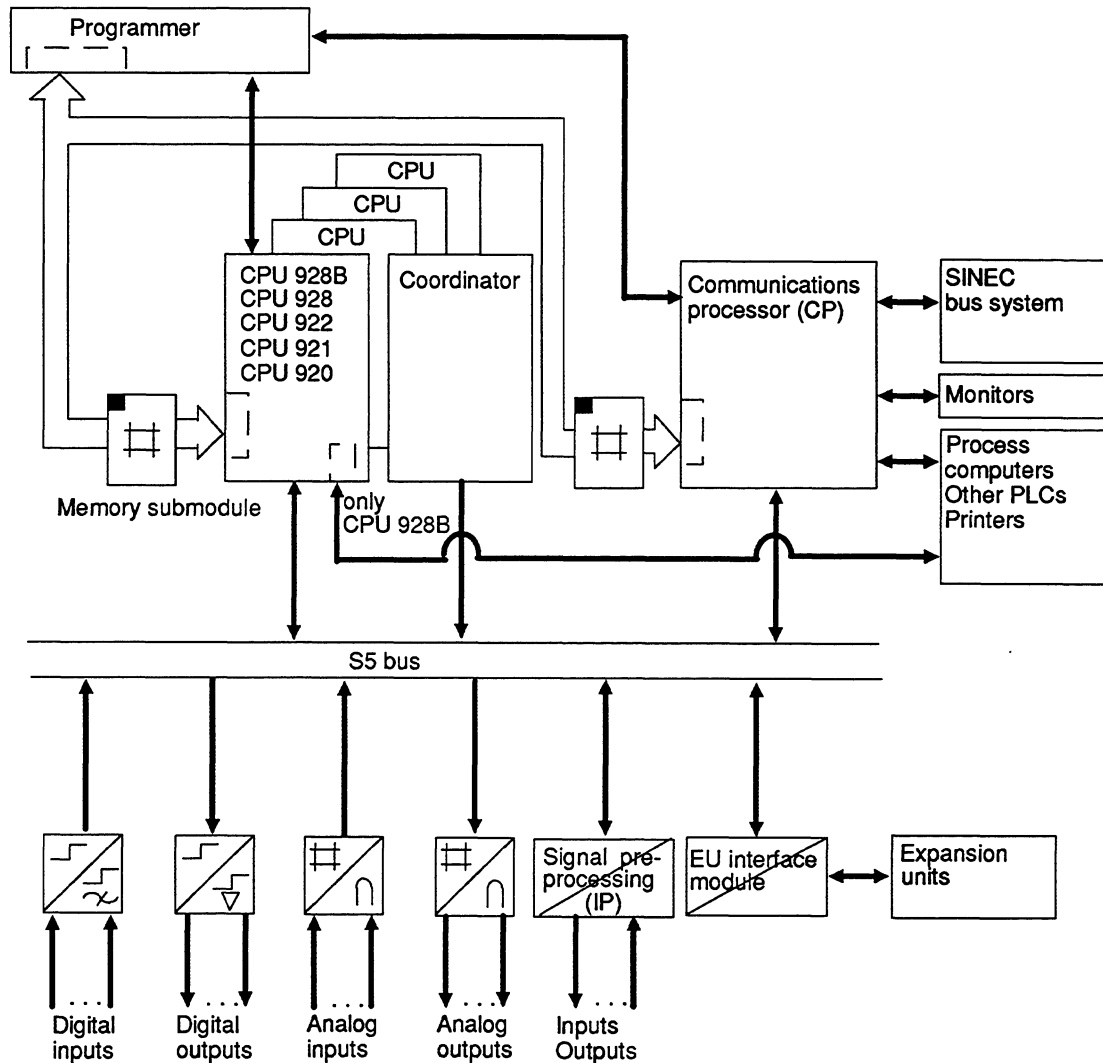 Programmer
CPU
CPU
CPU
CPU 928B
CPU 928
CPU 922
CPU 921
CPU 920
Coordinator
Communications
processor (CP)
SINEC
bus system
Monitors
Process
computers
Other PLCs
Printers
Memory submodule
only
CPU 928B
S5 bus
Signal pre-
processing
(IP)
EU interface
module
Expansion
units
Digital
inputs
Digital
outputs
Analog
inputs
Analog
outputs
Inputs
Outputs